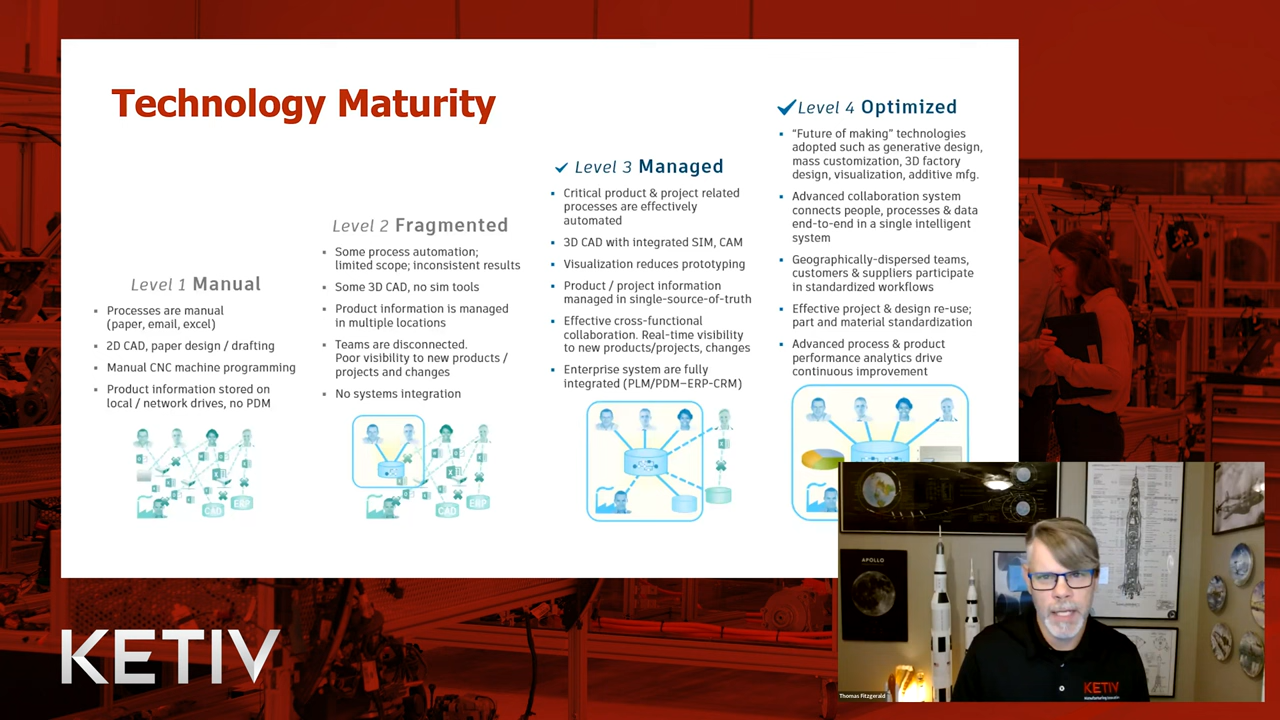 Technology Maturity
Level 1 Manual
Processes are manual
(paper, email, excel)
2D CAD, paper design / drafting
Manual CNC machine programming
Product information stored on
local / network drives, no PDM
CAD
ERP
Level 2 Fragmented
Some process automation;
limited scope; inconsistent results
Some 3D CAD, no sim tools
Product information is managed
in multiple locations
Teams are disconnected.
Poor visibility to new products /
projects and changes
No systems integration
CAD
ERP
Level 3 Managed
Critical product & project related
processes are effectively
automated
3D CAD with integrated SIM, CAM
Visualization reduces prototyping
Product / project information
managed in single-source-of-truth
Effective cross-functional
collaboration. Real-time visibility
to new products/projects, changes
Enterprise system are fully
integrated (PLM/PDM–ERP-CRM)
Level 4 Optimized
“Future of making” technologies
adopted such as generative design,
mass customization, 3D factory
design, visualization, additive mfg.
Advanced collaboration system
connects people, processes & data
end-to-end in a single intelligent
system
Geographically-dispersed teams,
customers & suppliers participate
in standardized workflows
Effective project & design re-use;
part and material standardization
Advanced process & product
performance analytics drive
continuous improvement
KETIV
APOLLO
KETIV
Thomas Fitzgerald